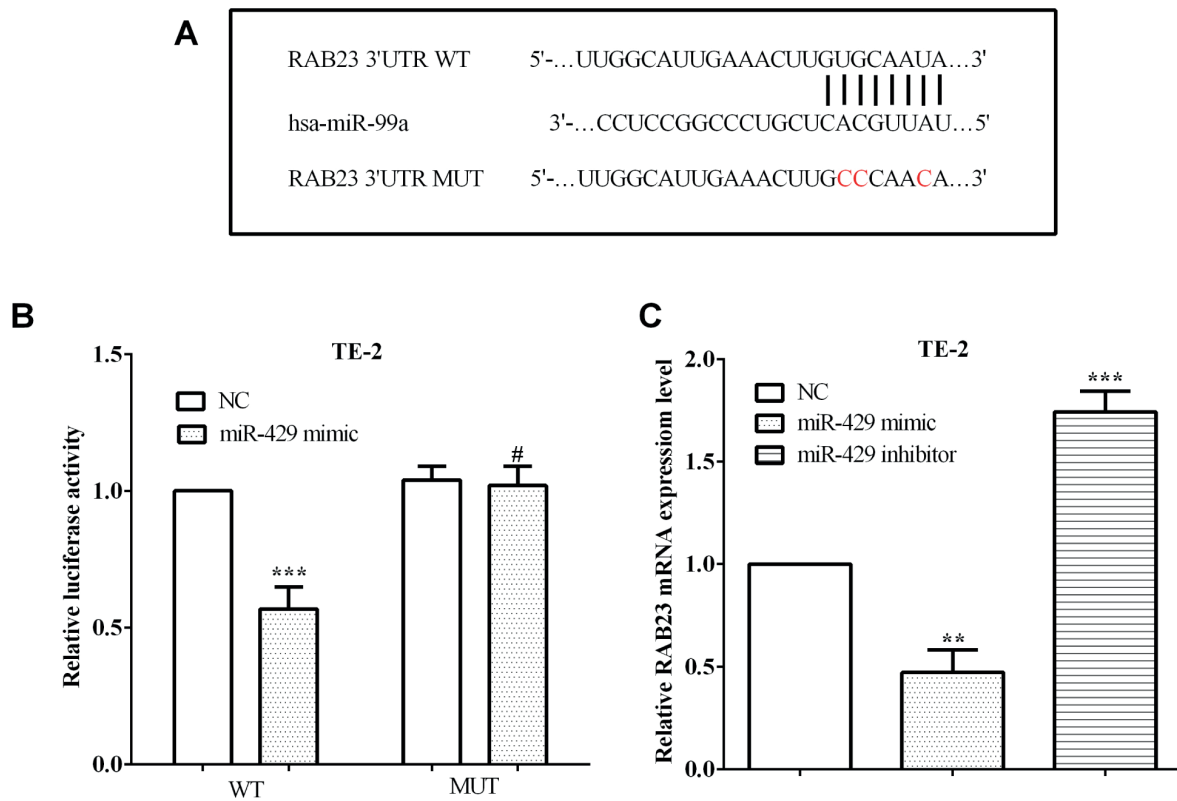 A
RAB23 3'UTR WT 5'-...UUGGCAUUGAAACUUGUGCAAUA...3'
hsa-miR-99a 3'-...CCUCCGGCCCUGCUCACGUUAU...5'
RAB23 3'UTR MUT 5'-...UUGGCAUUGAAACUUGCCCAACA...3'
B
TE-2
NC
miR-429 mimic
Relative luciferase activity
1.5
1.0
0.5
0.0
***
#
WT MUT
C
TE-2
NC
miR-429 mimic
miR-429 inhibitor
Relative RAB23 mRNA expressiom level
2.0
1.5
1.0
0.5
0.0
**
***